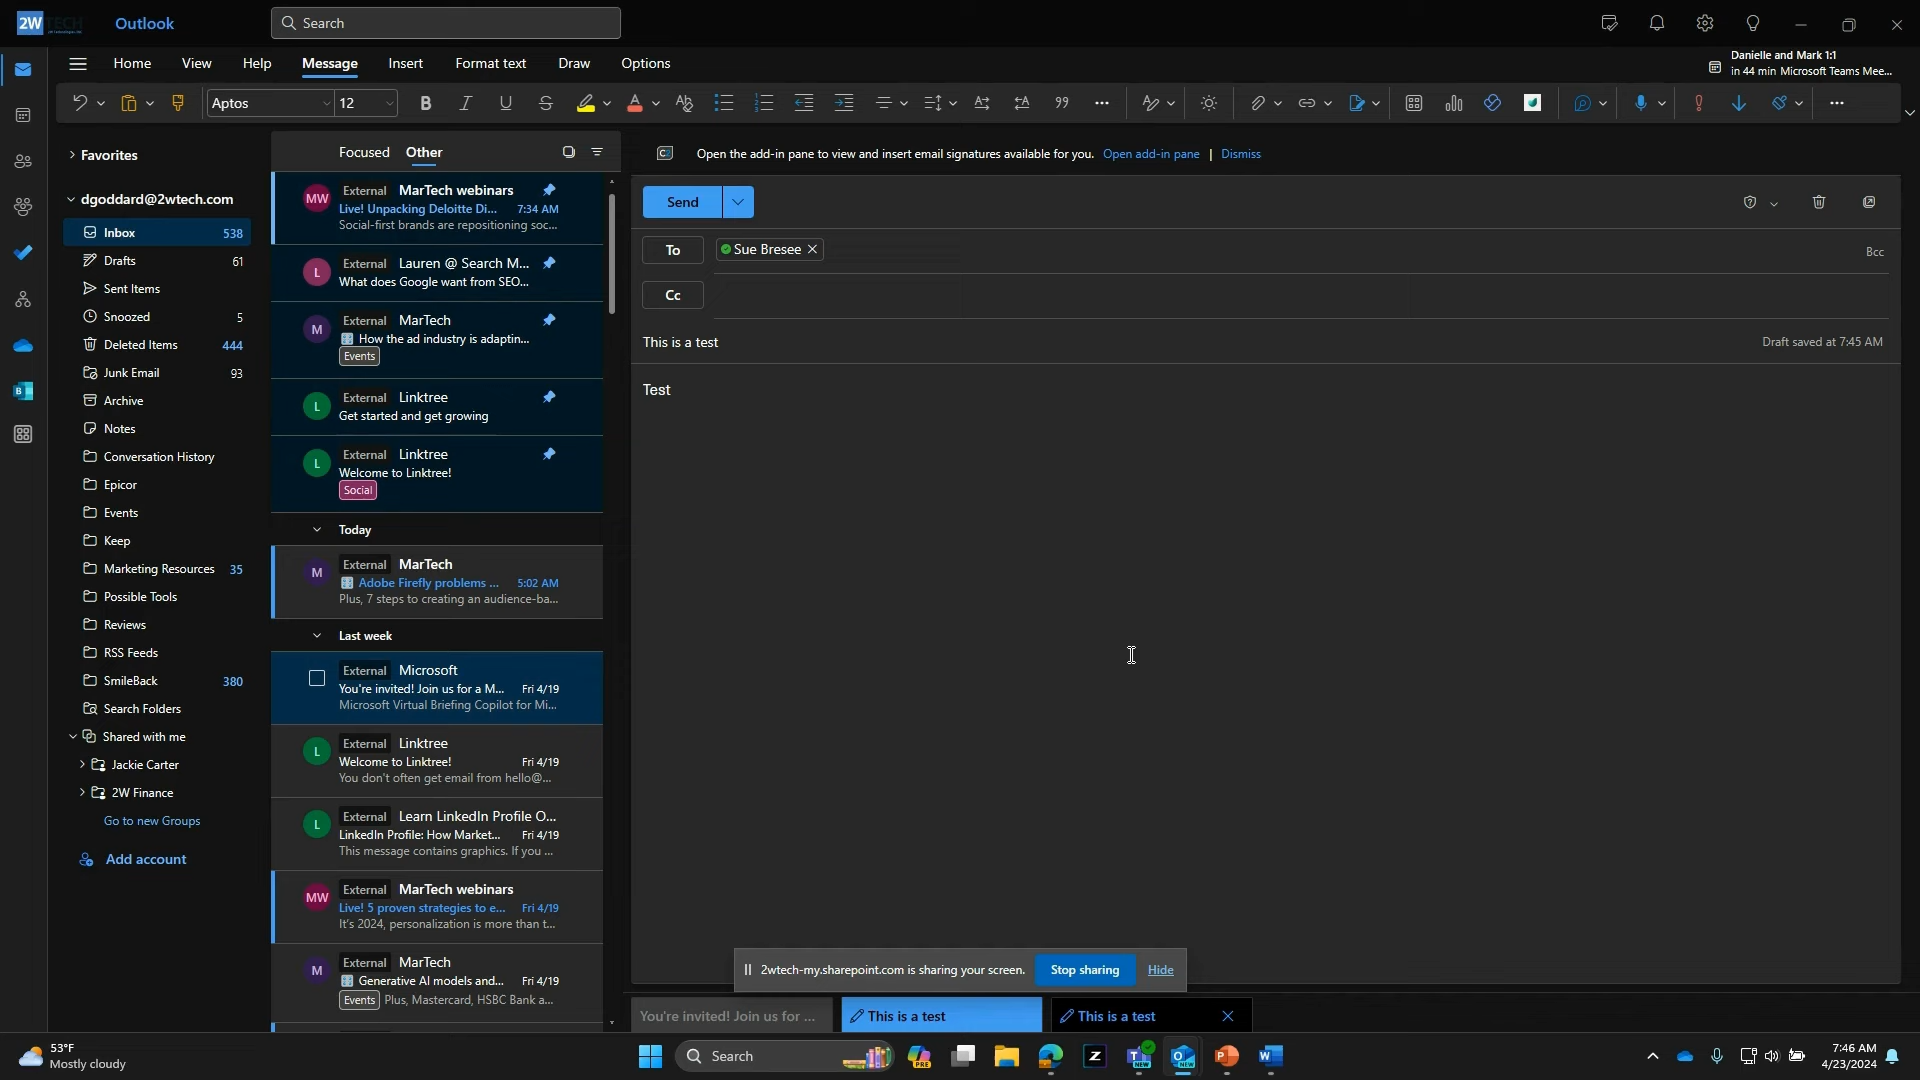 2W TECH
Outlook
Search
Home View Help Message Insert Format text Draw Options
Danielle and Mark 1:1
in 44 min Microsoft Teams Mee...
Aptos 12
Favorites
dgoddard@2wtech.com
Inbox 538
Drafts 61
Sent Items
Snoozed 5
Deleted Items 444
Junk Email 93
Archive
Notes
Conversation History
Epicor
Events
Keep
Marketing Resources 35
Possible Tools
Reviews
RSS Feeds
SmileBack 380
Search Folders
Shared with me
Jackie Carter
2W Finance
Go to new Groups
Add account
Focused Other
MW External MarTech webinars
Live! Unpacking Deloitte Di... 7:34 AM
Social-first brands are repositioning soc...
L External Lauren @ Search M...
What does Google want from SEO...
M External MarTech
How the ad industry is adaptin...
Events
L External Linktree
Get started and get growing
L External Linktree
Welcome to Linktree!
Social
Today
M External MarTech
Adobe Firefly problems ... 5:02 AM
Plus, 7 steps to creating an audience-ba...
Last week
External Microsoft
You're invited! Join us for a M... Fri 4/19
Microsoft Virtual Briefing Copilot for Mi...
L External Linktree
Welcome to Linktree! Fri 4/19
You don't often get email from hello@...
L External Learn LinkedIn Profile O...
LinkedIn Profile: How Market... Fri 4/19
This message contains graphics. If you ...
MW External MarTech webinars
Live! 5 proven strategies to e... Fri 4/19
It's 2024, personalization is more than t...
M External MarTech
Generative AI models and... Fri 4/19
Events Plus, Mastercard, HSBC Bank a...
Open the add-in pane to view and insert email signatures available for you. Open add-in pane | Dismiss
Send
To Sue Bresee Bcc
Cc
This is a test Draft saved at 7:45 AM
Test
2wtech-my.sharepoint.com is sharing your screen. Stop sharing Hide
You're invited! Join us for ... This is a test This is a test
53°F
Mostly cloudy
Search
7:46 AM
4/23/2024